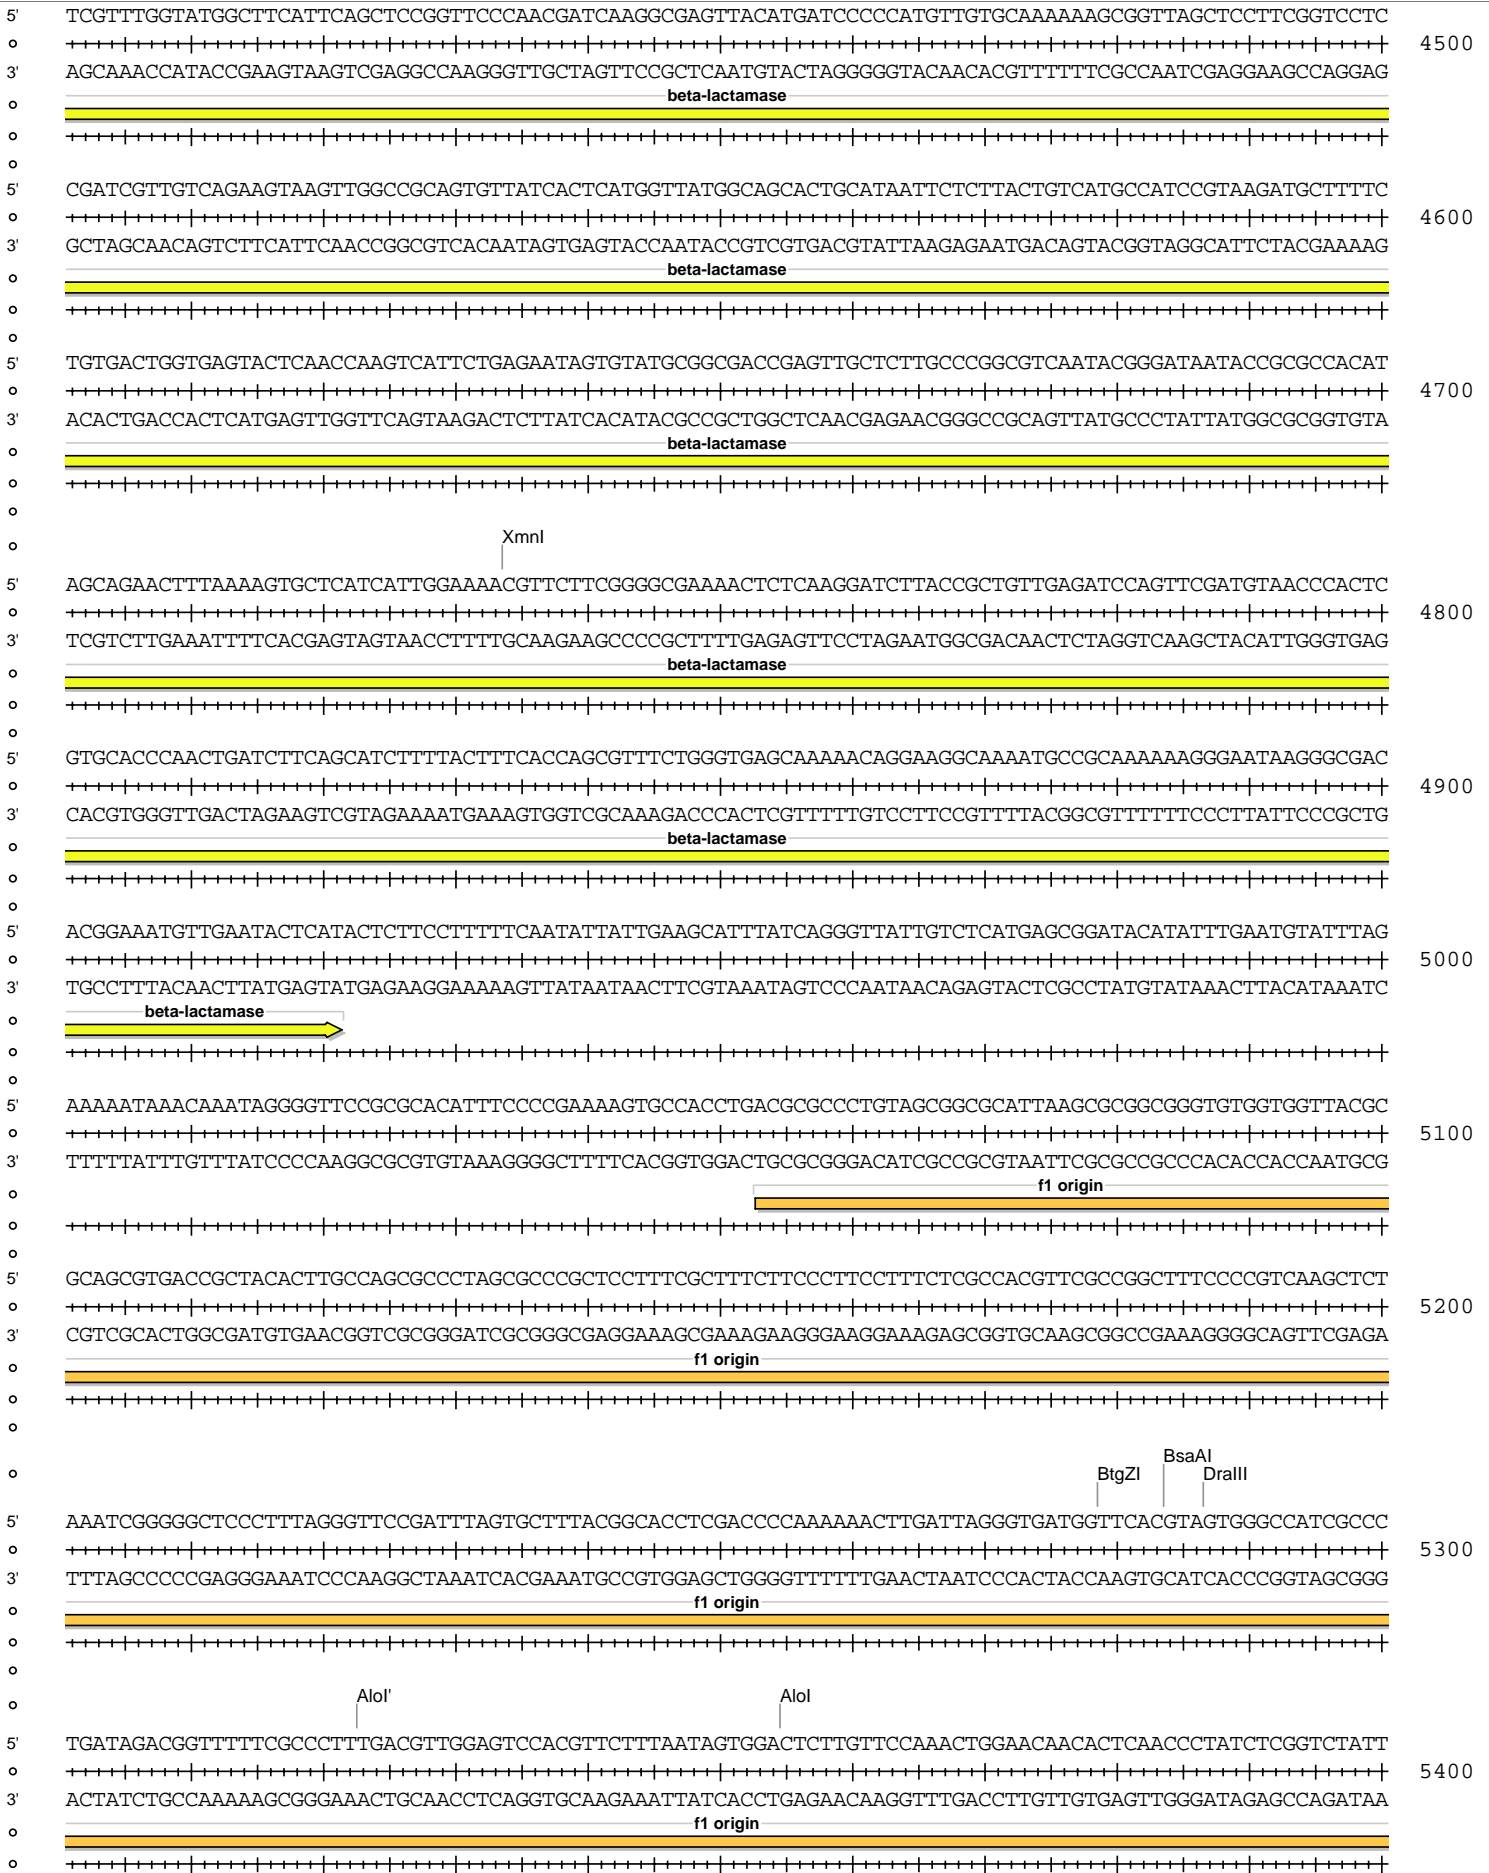 5' TCGTTTGGTATGGCTTCATTCAGCTCCGGTTCCCAACGATCAAGGCGAGTTACATGATCCCCCATGTTGTGCAAAAAAGCGGTTAGCTCCTTCGGTCCTC
4500
3' AGCAAACCATACCGAAGTAAGTCGAGGCCAAGGGTTGCTAGTTCCGCTCAATGTACTAGGGGGTACAACACGTTTTTTCGCCAATCGAGGAAGCCAGGAG
beta-lactamase
5' CGATCGTTGTCAGAAGTAAGTTGGCCGCAGTGTTATCACTCATGGTTATGGCAGCACTGCATAATTCTCTTACTGTCATGCCATCCGTAAGATGCTTTTC
4600
3' GCTAGCAACAGTCTTCATTCAACCGGCGTCACAATAGTGAGTACCAATACCGTCGTGACGTATTAAGAGAATGACAGTACGGTAGGCATTCTACGAAAAG
beta-lactamase
5' TGTGACTGGTGAGTACTCAACCAAGTCATTCTGAGAATAGTGTATGCGGCGACCGAGTTGCTCTTGCCCGGCGTCAATACGGGATAATACCGCGCCACAT
4700
3' ACACTGACCACTCATGAGTTGGTTCAGTAAGACTCTTATCACATACGCCGCTGGCTCAACGAGAACGGGCCGCAGTTATGCCCTATTATGGCGCGGTGTA
beta-lactamase
XmnI
5' AGCAGAACTTTAAAAGTGCTCATCATTGGAAAACGTTCTTCGGGGCGAAAACTCTCAAGGATCTTACCGCTGTTGAGATCCAGTTCGATGTAACCCACTC
4800
3' TCGTCTTGAAATTTTCACGAGTAGTAACCTTTTGCAAGAAGCCCCGCTTTTGAGAGTTCCTAGAATGGCGACAACTCTAGGTCAAGCTACATTGGGTGAG
beta-lactamase
5' GTGCACCCAACTGATCTTCAGCATCTTTTACTTTCACCAGCGTTTCTGGGTGAGCAAAAACAGGAAGGCAAAATGCCGCAAAAAAGGGAATAAGGGCGAC
4900
3' CACGTGGGTTGACTAGAAGTCGTAGAAAATGAAAGTGGTCGCAAAGACCCACTCGTTTTTGTCCTTCCGTTTTACGGCGTTTTTTCCCTTATTCCCGCTG
beta-lactamase
5' ACGGAAATGTTGAATACTCATACTCTTCCTTTTTCAATATTATTGAAGCATTTATCAGGGTTATTGTCTCATGAGCGGATACATATTTGAATGTATTTAG
5000
3' TGCCTTTACAACTTATGAGTATGAGAAGGAAAAAGTTATAATAACTTCGTAAATAGTCCCAATAACAGAGTACTCGCCTATGTATAAACTTACATAAATC
beta-lactamase
5' AAAAATAAACAAATAGGGGTTCCGCGCACATTTCCCCGAAAAGTGCCACCTGACGCGCCCTGTAGCGGCGCATTAAGCGCGGCGGGTGTGGTGGTTACGC
5100
3' TTTTTATTTGTTTATCCCCAAGGCGCGTGTAAAGGGGCTTTTCACGGTGGACTGCGCGGGACATCGCCGCGTAATTCGCGCCGCCCACACCACCAATGCG
f1 origin
5' GCAGCGTGACCGCTACACTTGCCAGCGCCCTAGCGCCCGCTCCTTTCGCTTTCTTCCCTTCCTTTCTCGCCACGTTCGCCGGCTTTCCCCGTCAAGCTCT
5200
3' CGTCGCACTGGCGATGTGAACGGTCGCGGGATCGCGGGCGAGGAAAGCGAAAGAAGGGAAGGAAAGAGCGGTGCAAGCGGCCGAAAGGGGCAGTTCGAGA
f1 origin
BsaAI
BtgZI DraIII
5' AAATCGGGGGCTCCCTTTAGGGTTCCGATTTAGTGCTTTACGGCACCTCGACCCCAAAAAACTTGATTAGGGTGATGGTTCACGTAGTGGGCCATCGCCC
5300
3' TTTAGCCCCCGAGGGAAATCCCAAGGCTAAATCACGAAATGCCGTGGAGCTGGGGTTTTTTGAACTAATCCCACTACCAAGTGCATCACCCGGTAGCGGG
f1 origin
AloI' AloI
5' TGATAGACGGTTTTTCGCCCTTTGACGTTGGAGTCCACGTTCTTTAATAGTGGACTCTTGTTCCAAACTGGAACAACACTCAACCCTATCTCGGTCTATT
5400
3' ACTATCTGCCAAAAAGCGGGAAACTGCAACCTCAGGTGCAAGAAATTATCACCTGAGAACAAGGTTTGACCTTGTTGTGAGTTGGGATAGAGCCAGATAA
f1 origin